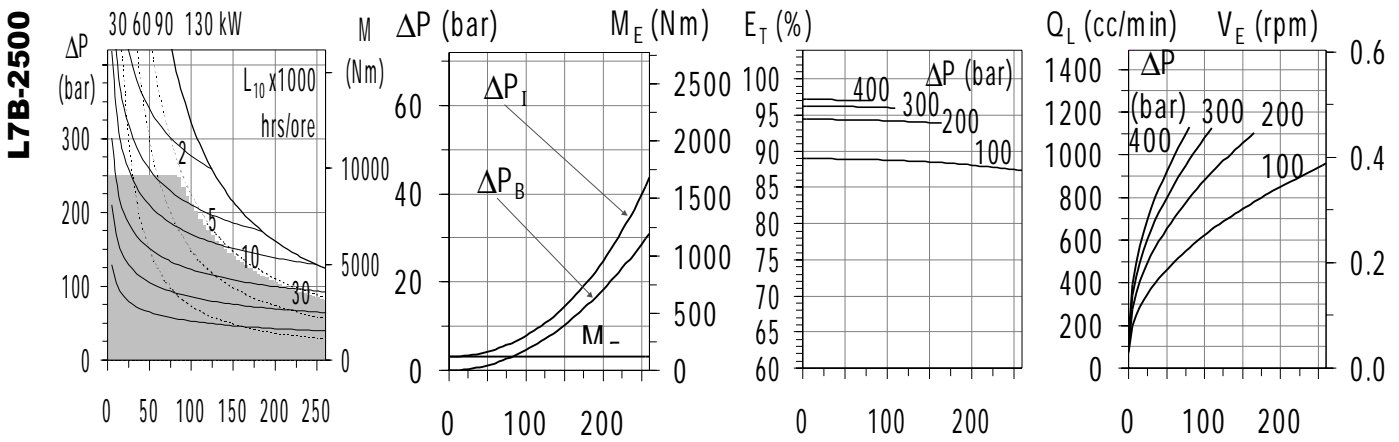 L7B-2500
30 60 90 130 kW
ΔP
(bar)
300
200
100
0
M
(Nm)
10000
5000
0
L10x1000
hrs/ore
2
5
10
30
0 50 100 150 200 250
ΔP (bar)
ME (Nm)
60
40
20
0
2500
2000
1500
1000
500
0
ΔPI
ΔPB
0 100 200
ET (%)
100
95
90
85
80
75
70
65
60
ΔP (bar)
400
300
200
100
0 100 200
QL (cc/min)
VE (rpm)
1400
1200
1000
800
600
400
200
0
0.6
0.4
0.2
0.0
ΔP
(bar)
400
300
200
100
0 100 200